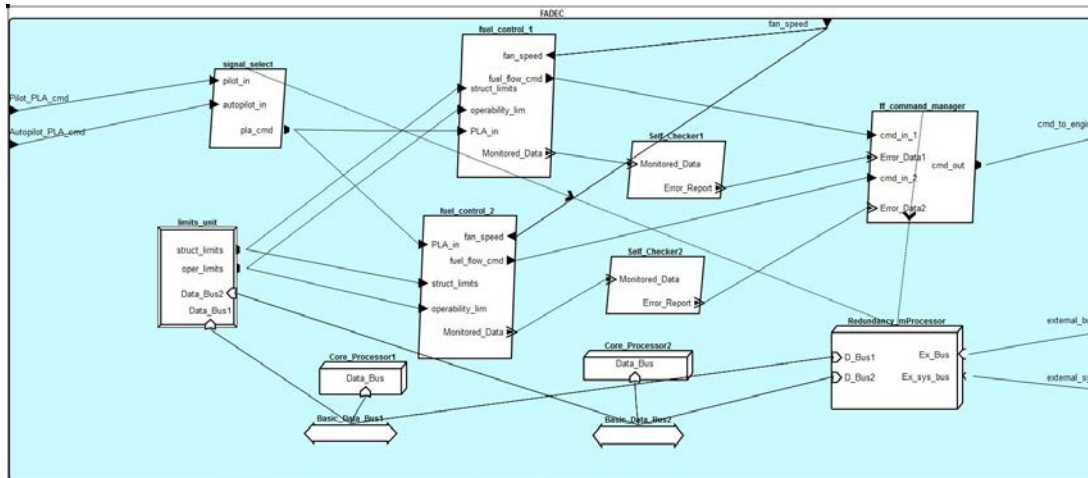 FADEC
fan_speed
fuel_control_1
fan_speed
fuel_flow_cmd
struct_limits
operability_lim
PLA_in
Monitored_Data
signal_select
pilot_in
autopilot_in
pla_cmd
Pilot_PLA_cmd
Autopilot_PLA_cmd
Self_Checker1
Monitored_Data
Error_Report
ff_command_manager
cmd_in_1
Error_Data1
cmd_in_2
Error_Data2
cmd_out
cmd_to_engin
limits_unit
struct_limits
oper_limits
Data_Bus2
Data_Bus1
fuel_control_2
fan_speed
PLA_in
fuel_flow_cmd
struct_limits
operability_lim
Monitored_Data
Self_Checker2
Monitored_Data
Error_Report
Core_Processor1
Data_Bus
Core_Processor2
Data_Bus
Basic_Data_Bus1
Basic_Data_Bus2
Redundancy_mProcessor
D_Bus1
D_Bus2
Ex_Bus
Ex_sys_bus
external_b
external_sy